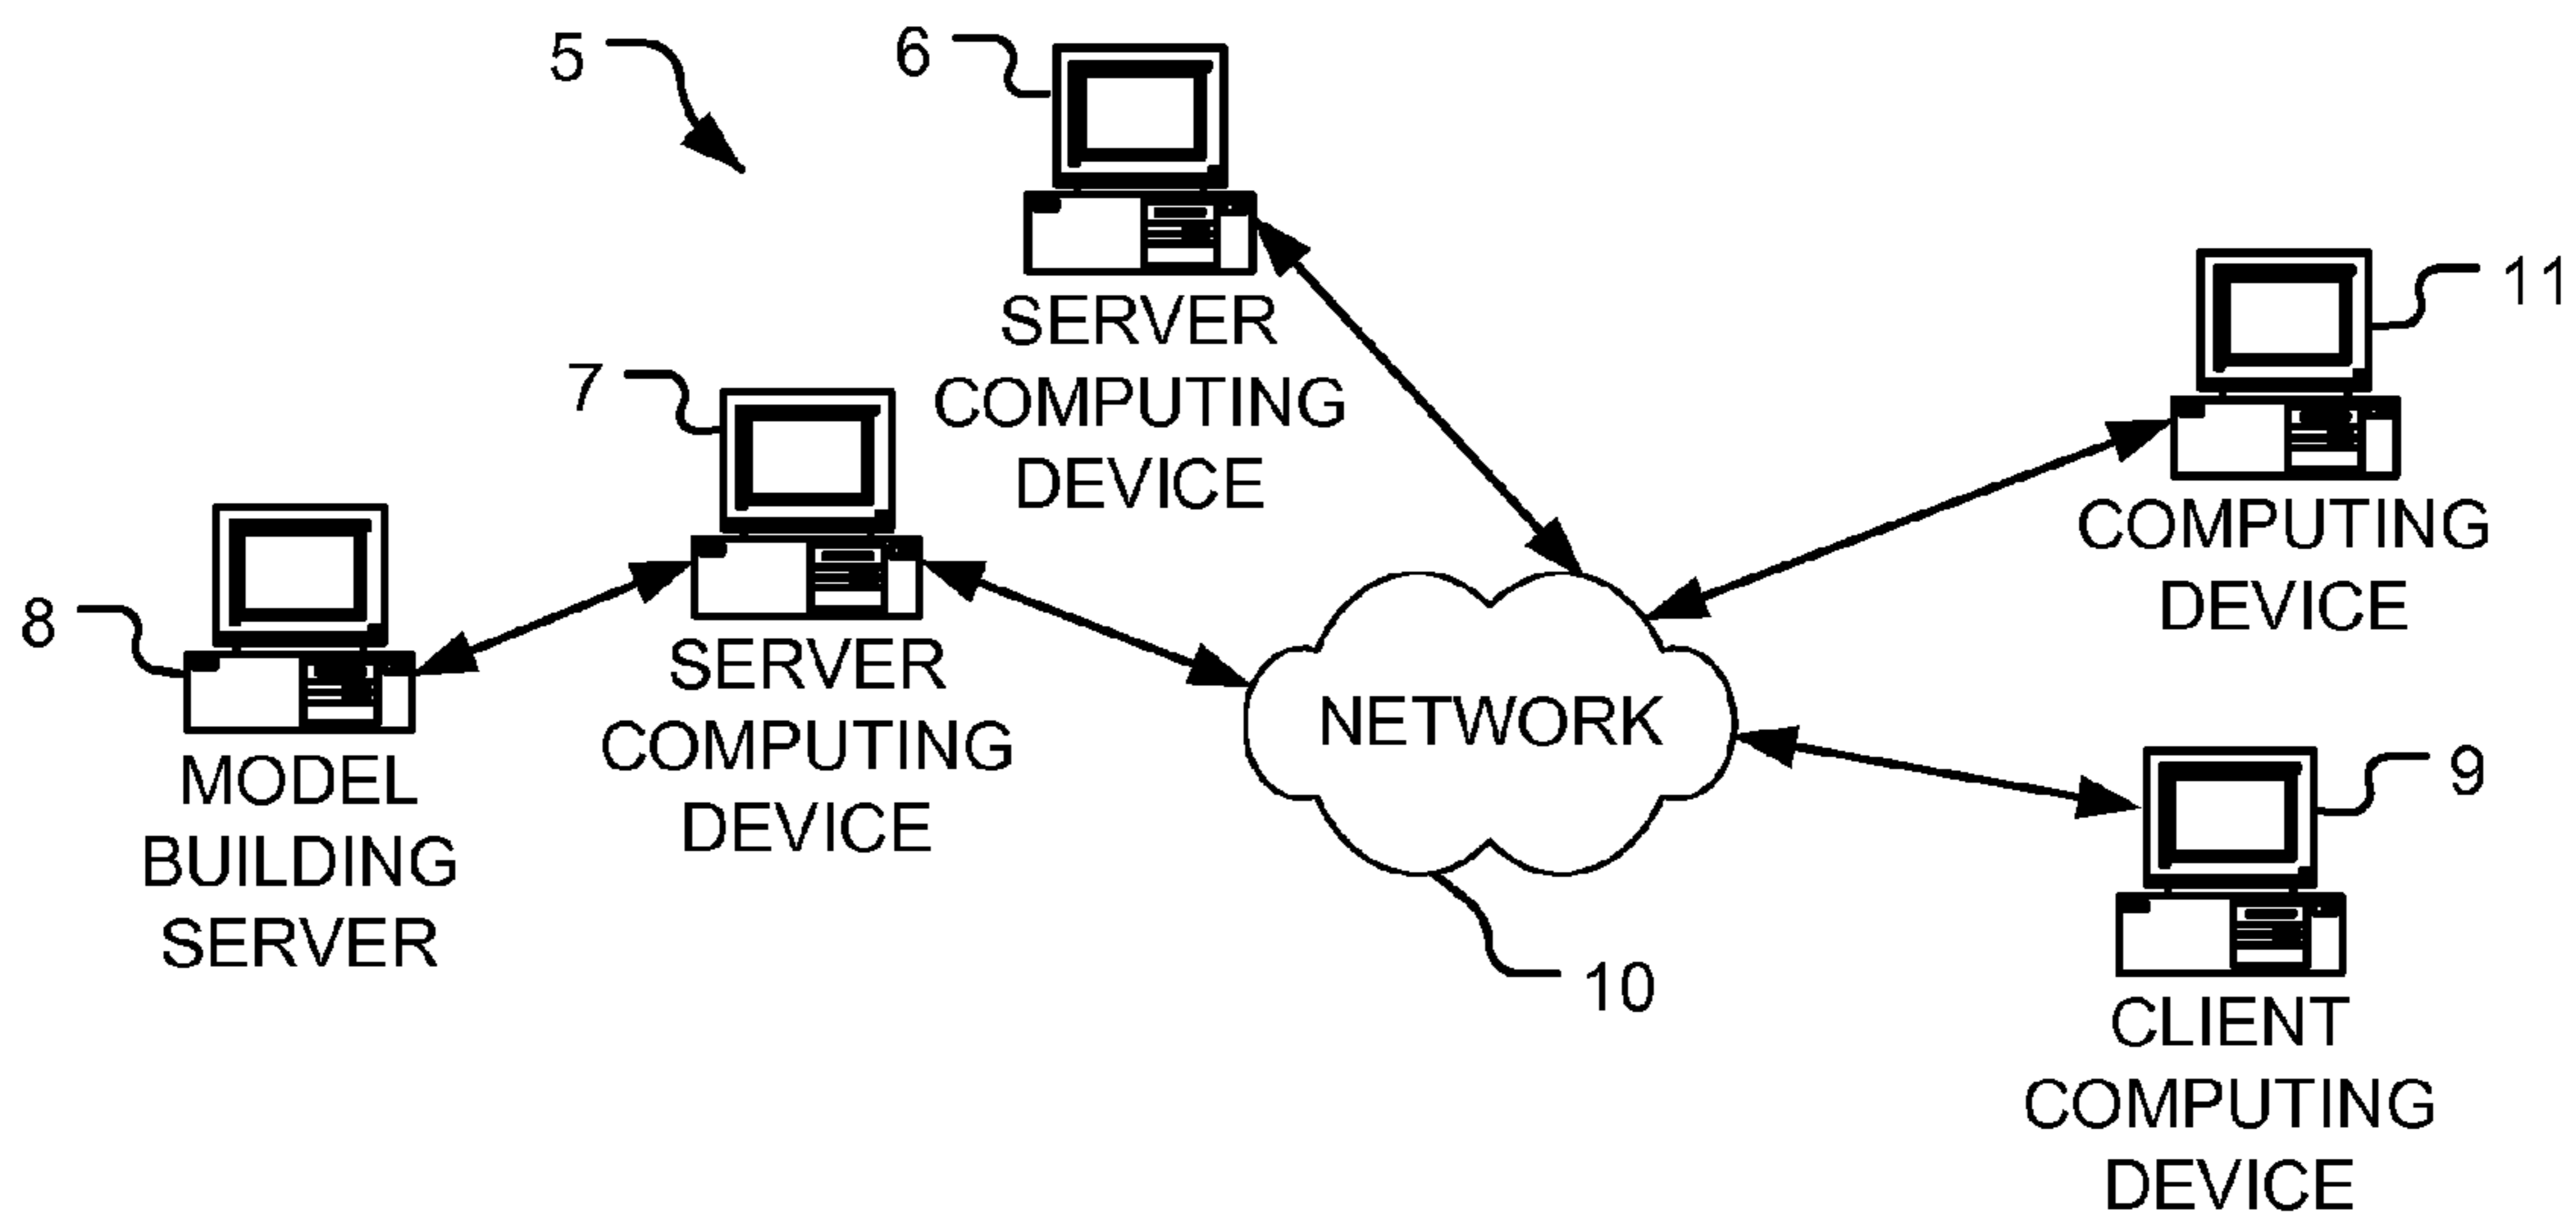 5
6
SERVER
COMPUTING
DEVICE
11
COMPUTING
DEVICE
7
SERVER
COMPUTING
DEVICE
8
MODEL
BUILDING
SERVER
NETWORK
10
9
CLIENT
COMPUTING
DEVICE